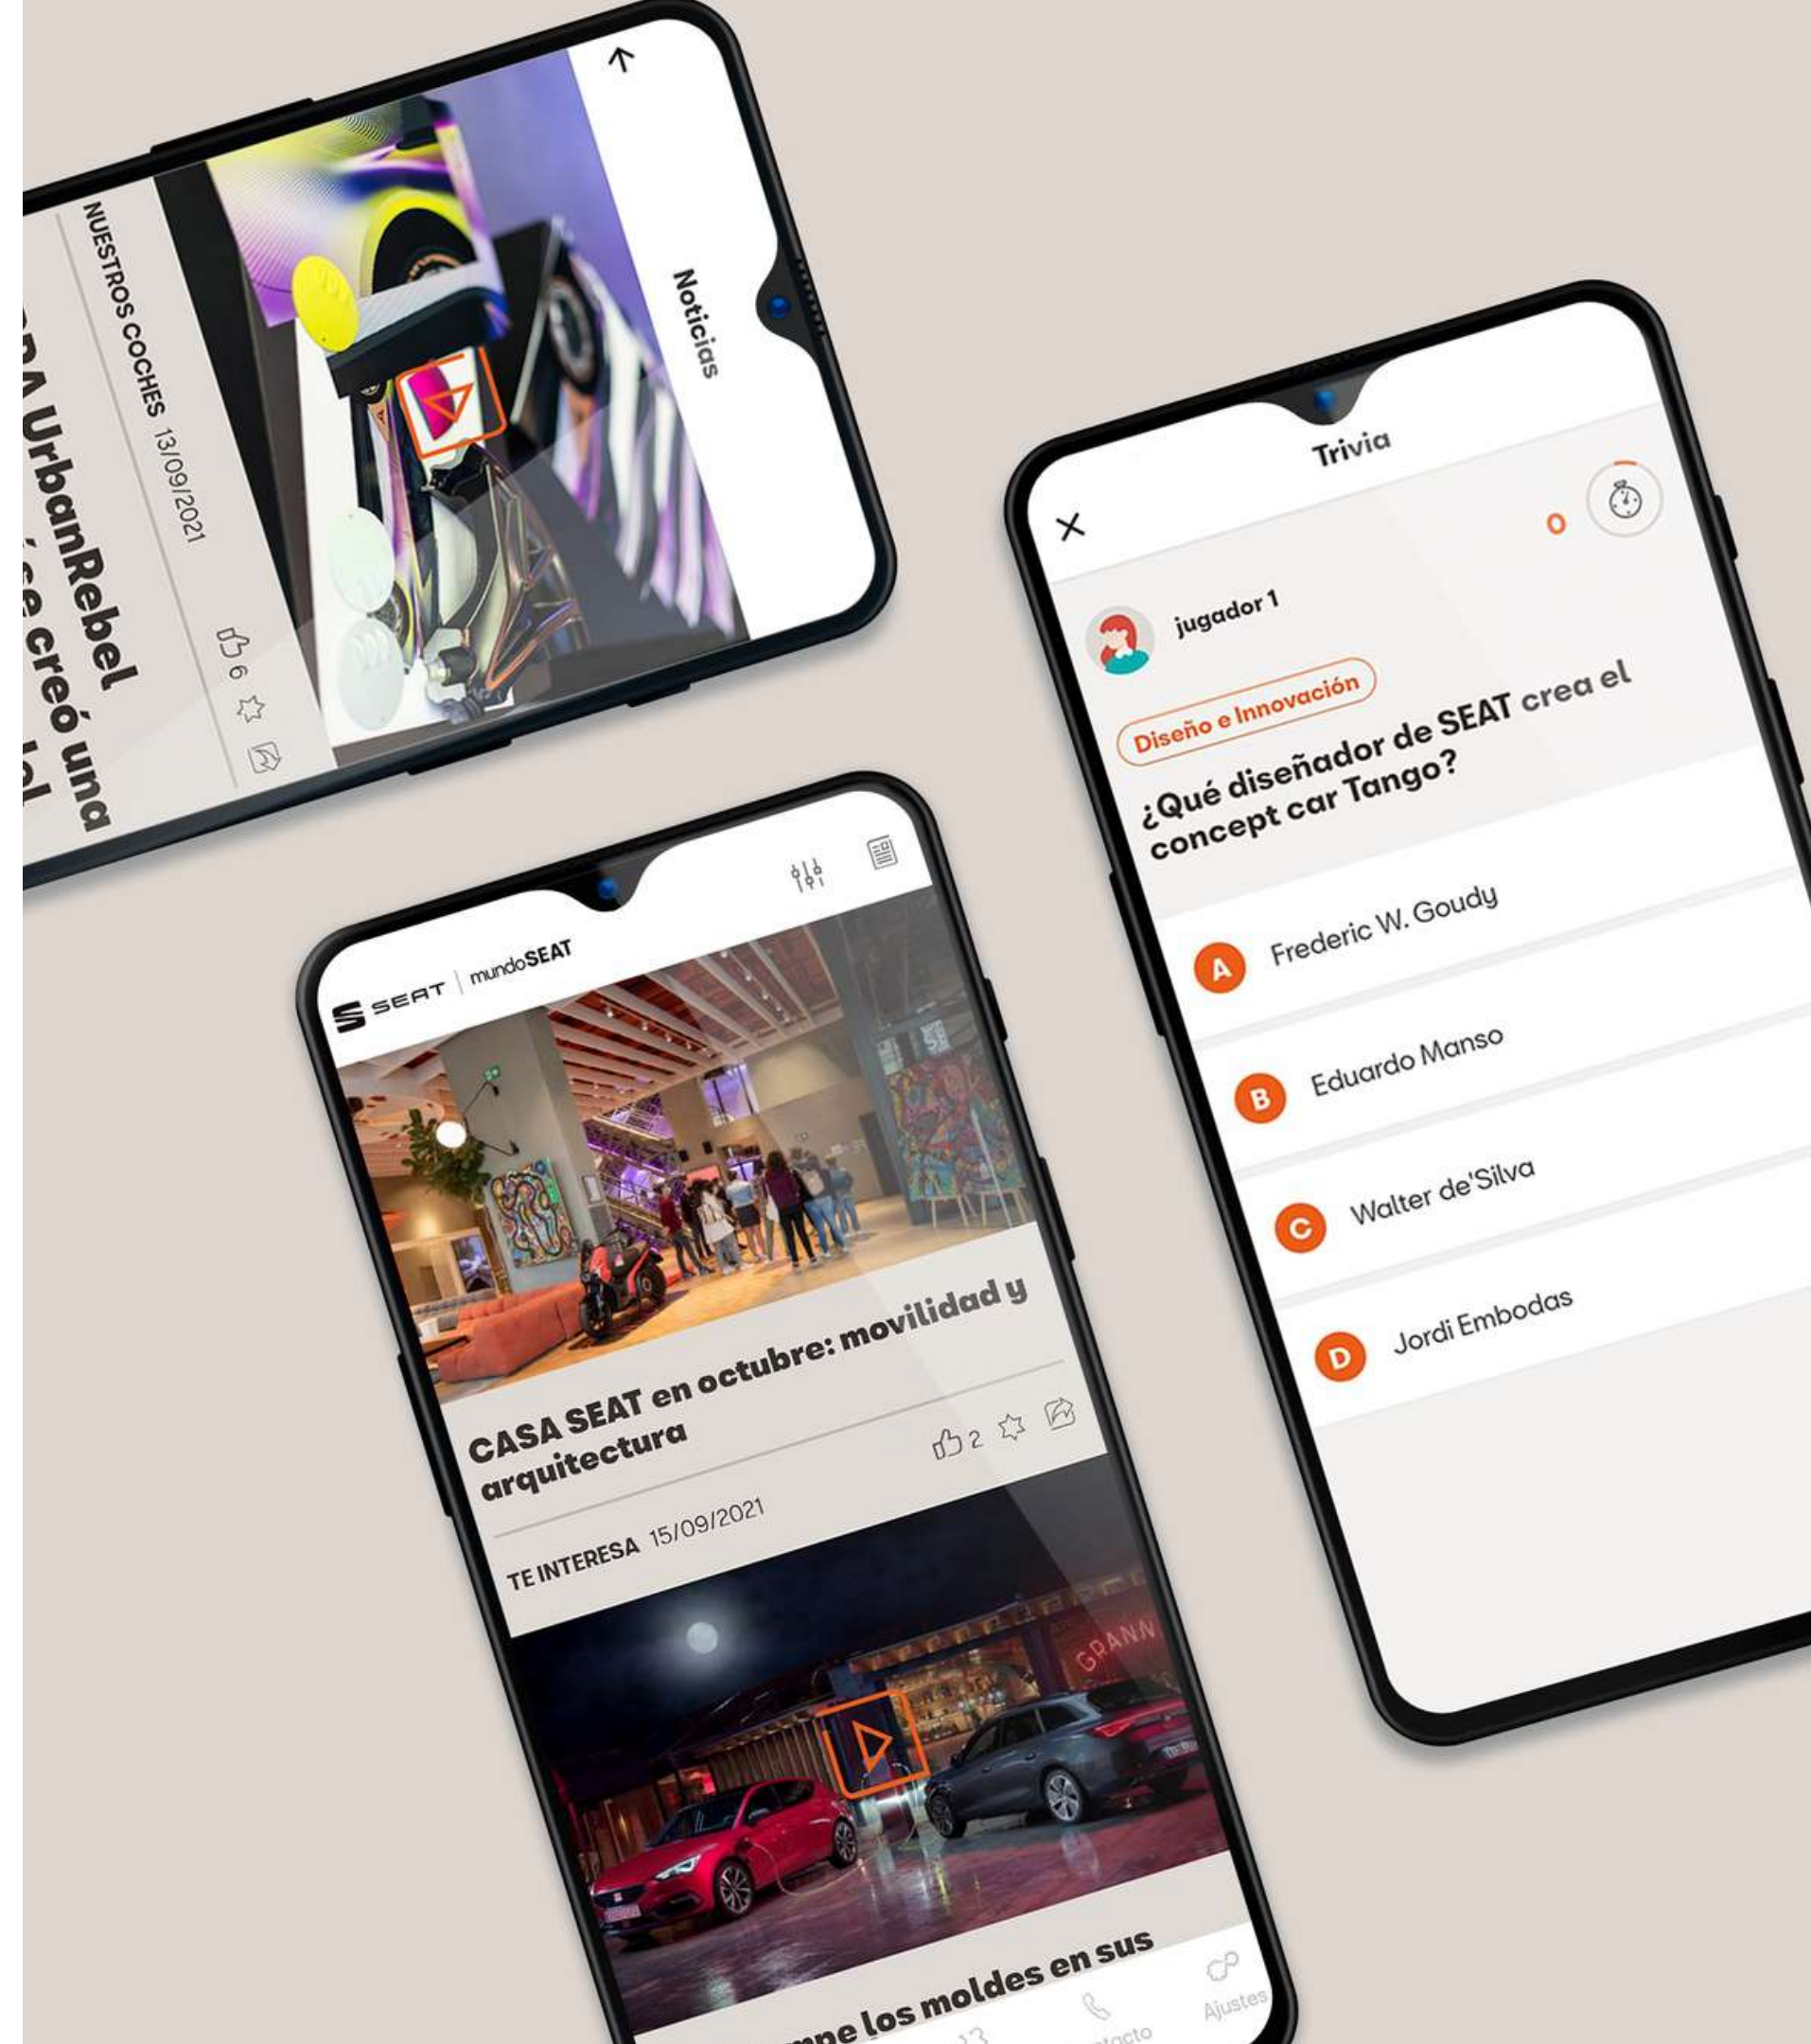 Noticias
NUESTROS COCHES 13/09/2021
6
UrbanRebel
se creó una
Trivia
0
jugador 1
Diseño e Innovación
¿Qué diseñador de SEAT crea el
concept car Tango?
A Frederic W. Goudy
B Eduardo Manso
C Walter de'Silva
D Jordi Embodas
SEAT mundoSEAT
CASA SEAT en octubre: movilidad y
arquitectura
2
TE INTERESA 15/09/2021
GRANN
los moldes en sus
Ajustes